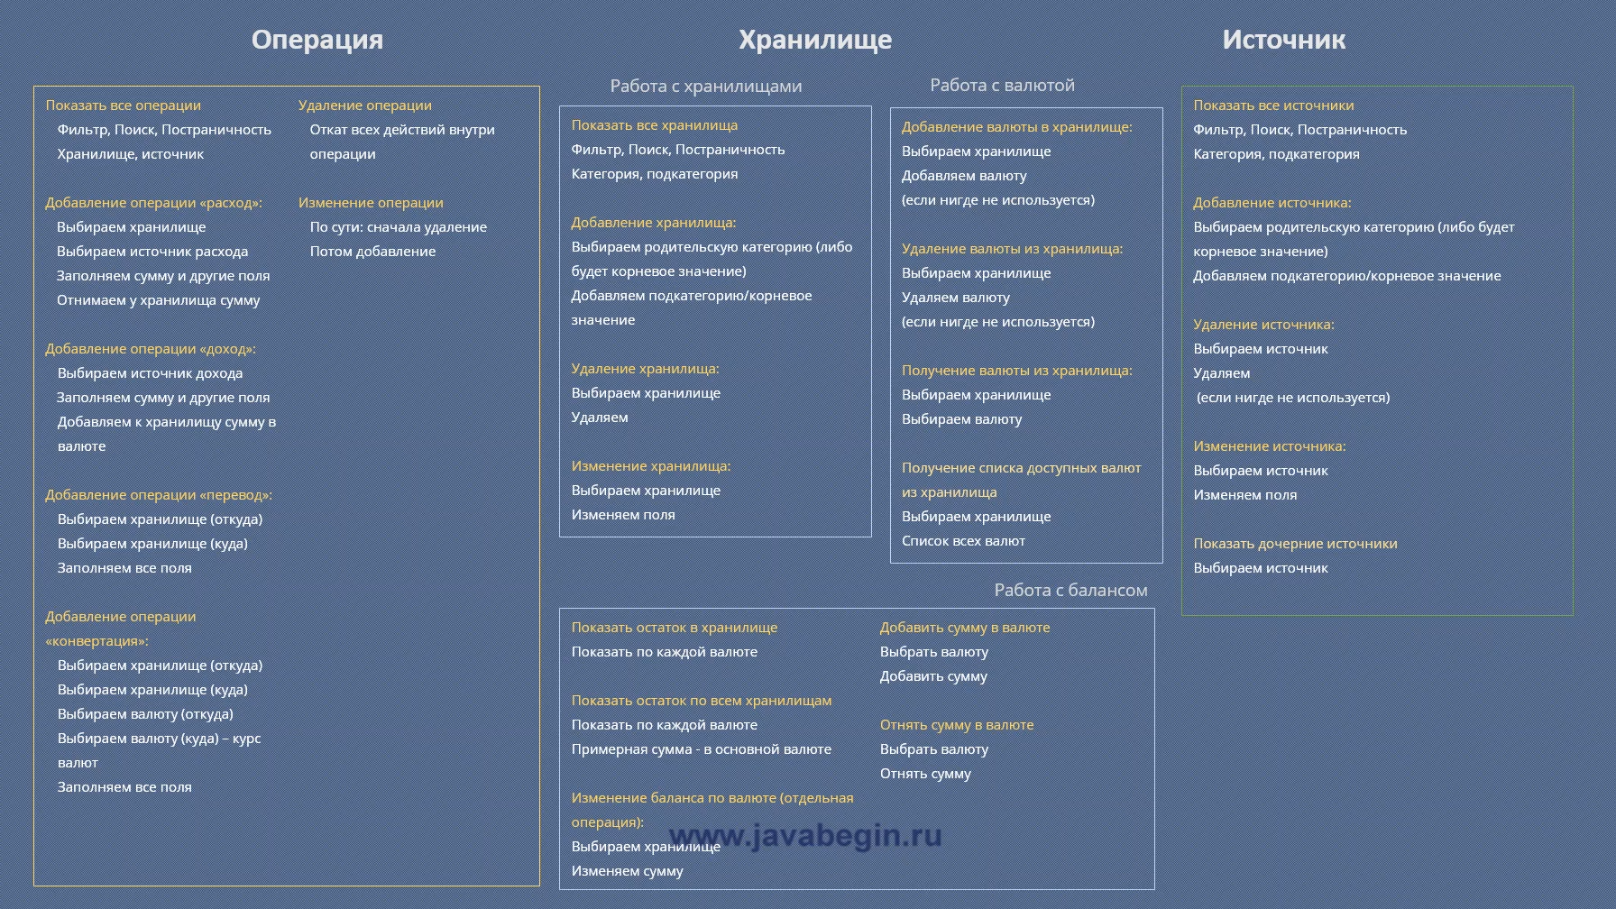 Операция
Показать все операции
Фильтр, Поиск, Постраничность
Хранилище, источник
Добавление операции «расход»:
Выбираем хранилище
Выбираем источник расхода
Заполняем сумму и другие поля
Отнимаем у хранилища сумму
Добавление операции «доход»:
Выбираем источник дохода
Заполняем сумму и другие поля
Добавляем к хранилищу сумму в
валюте
Добавление операции «перевод»:
Выбираем хранилище (откуда)
Выбираем хранилище (куда)
Заполняем все поля
Добавление операции
«конвертация»:
Выбираем хранилище (откуда)
Выбираем хранилище (куда)
Выбираем валюту (откуда)
Выбираем валюту (куда) – курс
валют
Заполняем все поля
Удаление операции
Откат всех действий внутри
операции
Изменение операции
По сути: сначала удаление
Потом добавление
Хранилище
Работа с хранилищами
Показать все хранилища
Фильтр, Поиск, Постраничность
Категория, подкатегория
Добавление хранилища:
Выбираем родительскую категорию (либо
будет корневое значение)
Добавляем подкатегорию/корневое
значение
Удаление хранилища:
Выбираем хранилище
Удаляем
Изменение хранилища:
Выбираем хранилище
Изменяем поля
Работа с валютой
Добавление валюты в хранилище:
Выбираем хранилище
Добавляем валюту
(если нигде не используется)
Удаление валюты из хранилища:
Выбираем хранилище
Удаляем валюту
(если нигде не используется)
Получение валюты из хранилища:
Выбираем хранилище
Выбираем валюту
Получение списка доступных валют
из хранилища
Выбираем хранилище
Список всех валют
Работа с балансом
Показать остаток в хранилище
Показать по каждой валюте
Показать остаток по всем хранилищам
Показать по каждой валюте
Примерная сумма - в основной валюте
Изменение баланса по валюте (отдельная
операция):
Выбираем хранилище
Изменяем сумму
Добавить сумму в валюте
Выбрать валюту
Добавить сумму
Отнять сумму в валюте
Выбрать валюту
Отнять сумму
www.javabegin.ru
Источник
Показать все источники
Фильтр, Поиск, Постраничность
Категория, подкатегория
Добавление источника:
Выбираем родительскую категорию (либо будет
корневое значение)
Добавляем подкатегорию/корневое значение
Удаление источника:
Выбираем источник
Удаляем
(если нигде не используется)
Изменение источника:
Выбираем источник
Изменяем поля
Показать дочерние источники
Выбираем источник